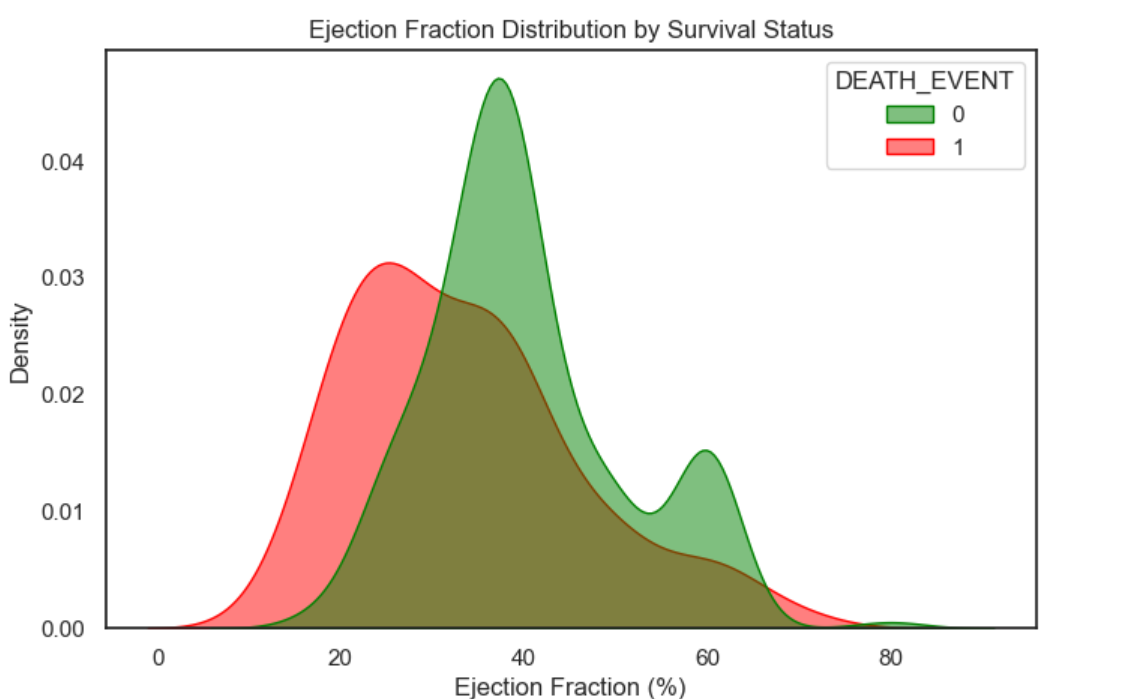 Ejection Fraction Distribution by Survival Status
DEATH_EVENT
0
1
0.04
0.03
0.02
0.01
0.00
Density
0 20 40 60 80
Ejection Fraction (%)